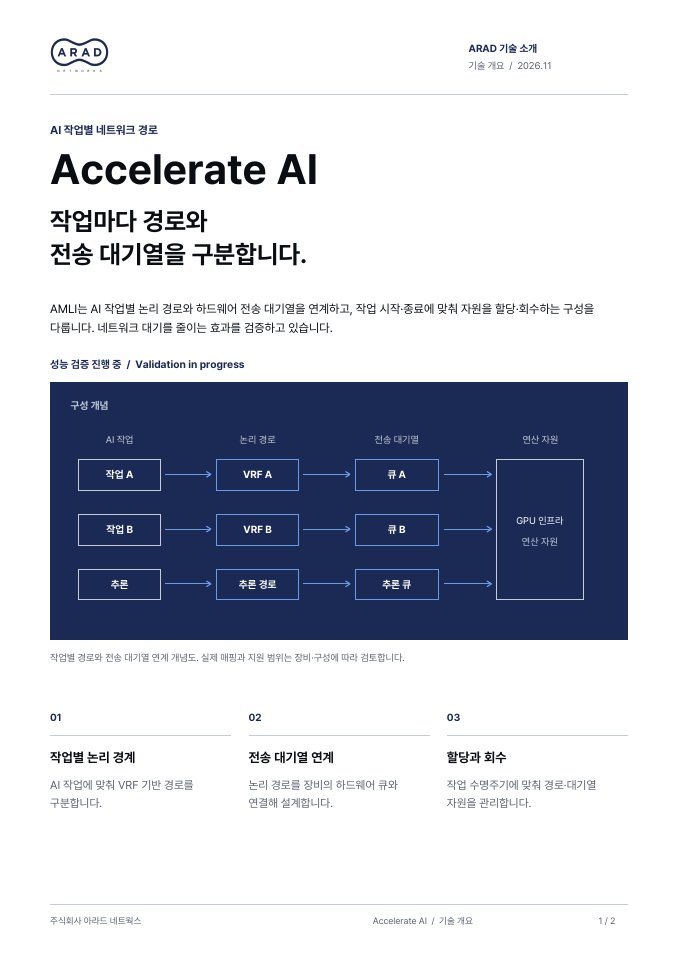 ARAD
NETWORKS
ARAD 기술 소개
기술 개요 / 2026.11
AI 작업별 네트워크 경로
Accelerate AI
작업마다 경로와
전송 대기열을 구분합니다.
AMLI는 AI 작업별 논리 경로와 하드웨어 전송 대기열을 연계하고, 작업 시작·종료에 맞춰 자원을 할당·회수하는 구성을
다룹니다. 네트워크 대기를 줄이는 효과를 검증하고 있습니다.
성능 검증 진행 중 / Validation in progress
구성 개념
AI 작업 논리 경로 전송 대기열 연산 자원
작업 A VRF A 큐 A
GPU 인프라
연산 자원
작업 B VRF B 큐 B
추론 추론 경로 추론 큐
작업별 경로와 전송 대기열 연계 개념도. 실제 매핑과 지원 범위는 장비·구성에 따라 검토합니다.
01
작업별 논리 경계
AI 작업에 맞춰 VRF 기반 경로를
구분합니다.
02
전송 대기열 연계
논리 경로를 장비의 하드웨어 큐와
연결해 설계합니다.
03
할당과 회수
작업 수명주기에 맞춰 경로·대기열
자원을 관리합니다.
주식회사 아라드 네트웍스 Accelerate AI / 기술 개요 1 / 2